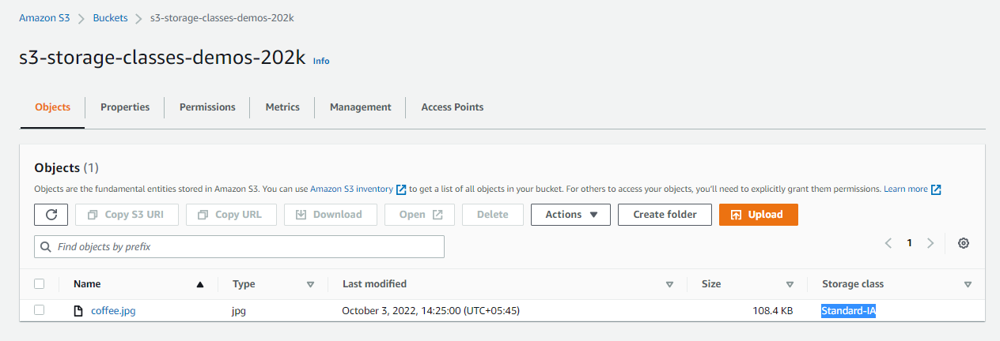 Amazon S3 > Buckets > s3-storage-classes-demos-202k
s3-storage-classes-demos-202k Info
Objects Properties Permissions Metrics Management Access Points
Objects (1)
Objects are the fundamental entities stored in Amazon S3. You can use Amazon S3 inventory to get a list of all objects in your bucket. For others to access your objects, you'll need to explicitly grant them permissions. Learn more
Copy S3 URI Copy URL Download Open Delete Actions Create folder Upload
Find objects by prefix
< 1 >
Name Type Last modified Size Storage class
coffee.jpg jpg October 3, 2022, 14:25:00 (UTC+05:45) 108.4 KB Standard-IA